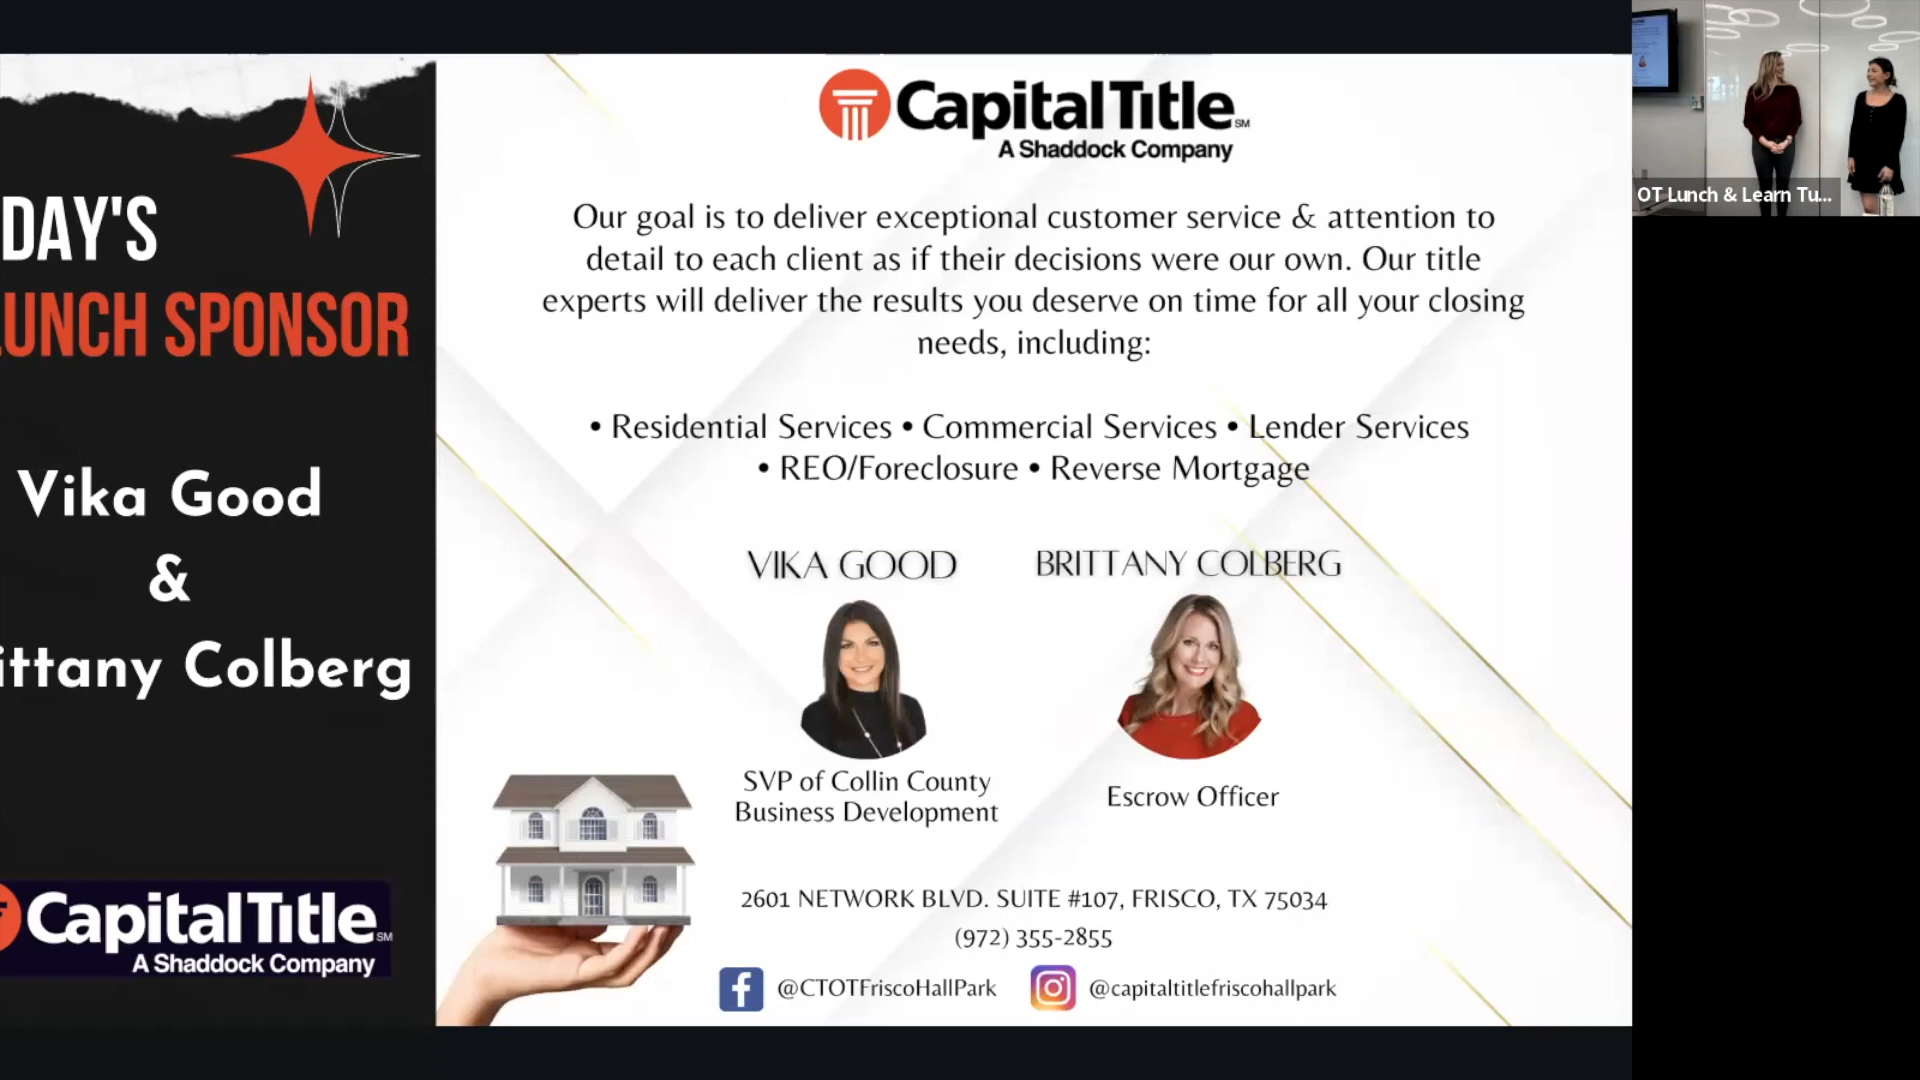 DAY'S
UNCH SPONSOR
Vika Good
&
ittany Colberg
CapitalTitle SM
A Shaddock Company
CapitalTitle SM
A Shaddock Company
Our goal is to deliver exceptional customer service & attention to
detail to each client as if their decisions were our own. Our title
experts will deliver the results you deserve on time for all your closing
needs, including:
• Residential Services • Commercial Services • Lender Services
• REO/Foreclosure • Reverse Mortgage
VIKA GOOD
BRITTANY COLBERG
SVP of Collin County
Business Development
Escrow Officer
2601 NETWORK BLVD. SUITE #107, FRISCO, TX 75034
(972) 355-2855
@CTOTFriscoHallPark
@capitaltitlefriscohallpark
OT Lunch & Learn Tu...